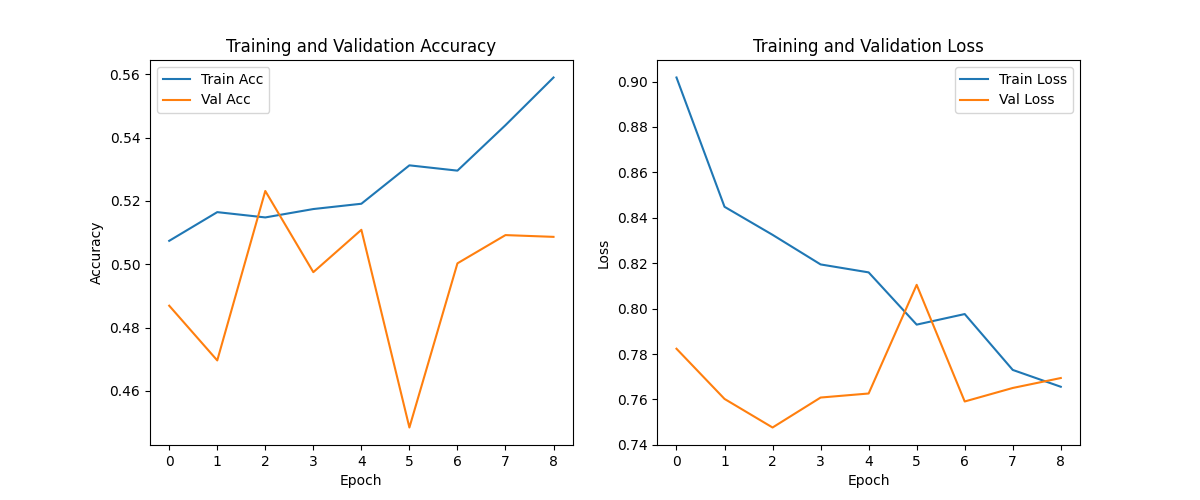 Training and Validation Accuracy
Train Acc
Val Acc
0.56
0.54
0.52
0.50
0.48
0.46
Accuracy
0 1 2 3 4 5 6 7 8
Epoch
Training and Validation Loss
Train Loss
Val Loss
0.90
0.88
0.86
0.84
0.82
0.80
0.78
0.76
0.74
Loss
0 1 2 3 4 5 6 7 8
Epoch